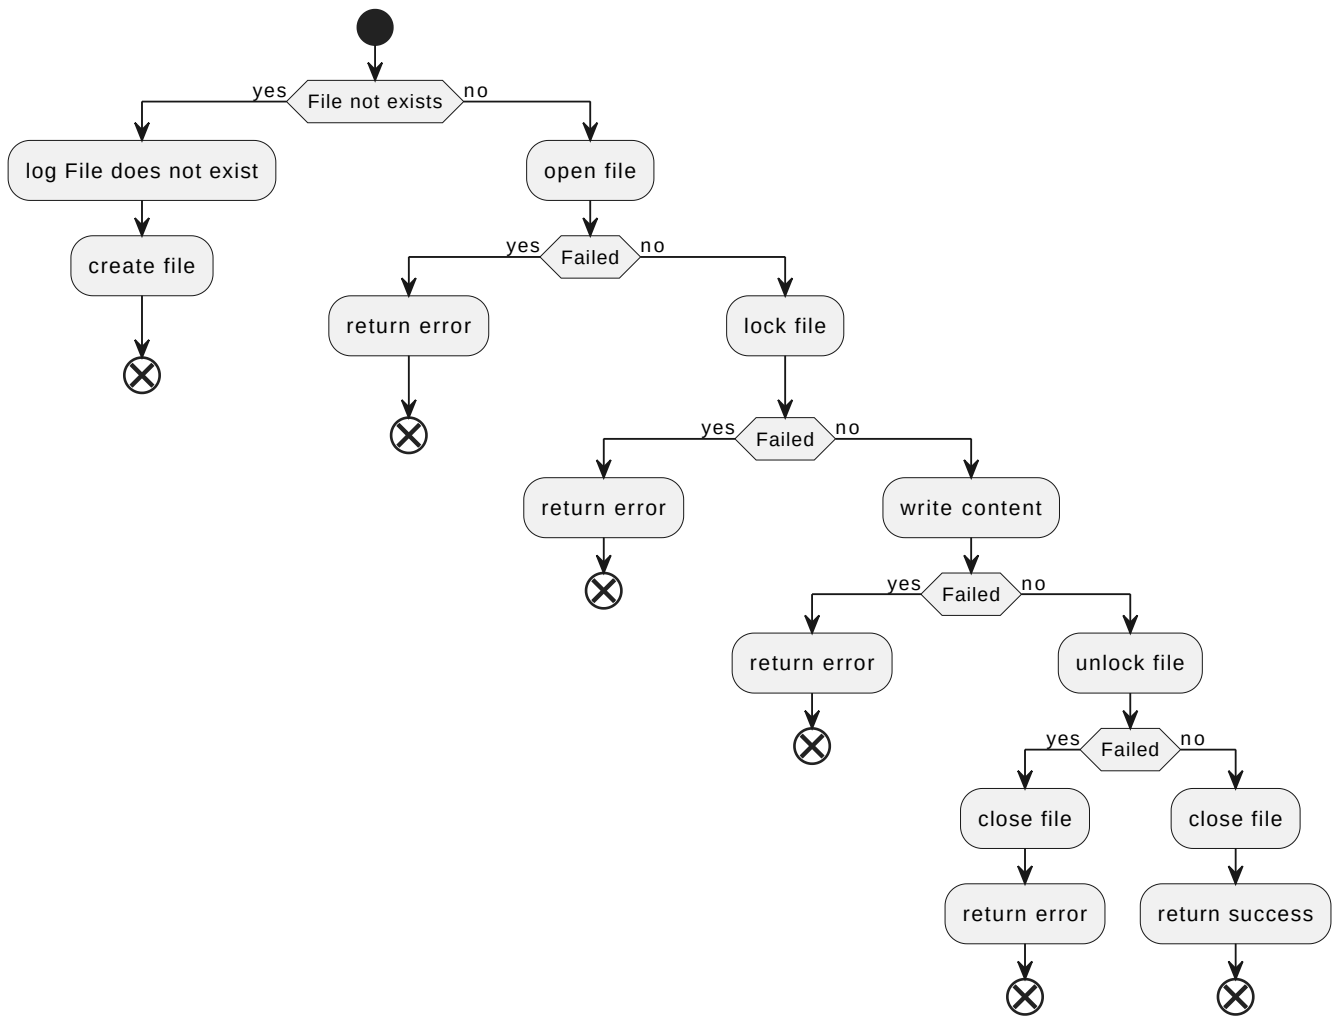 yes
File not exists
no
log File does not exist
open file
create file
yes
Failed
no
return error
lock file
yes
Failed
no
return error
write content
yes
Failed
no
return error
unlock file
yes
Failed
no
close file
close file
return error
return success